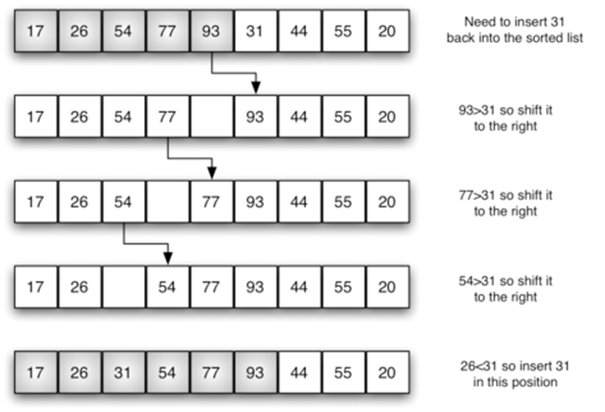 17 26 54 77 93 31 44 55 20
Need to insert 31
back into the sorted list
17 26 54 77 93 44 55 20
93>31 so shift it
to the right
17 26 54 77 93 44 55 20
77>31 so shift it
to the right
17 26 54 77 93 44 55 20
54>31 so shift it
to the right
17 26 31 54 77 93 44 55 20
26<31 so insert 31
in this position